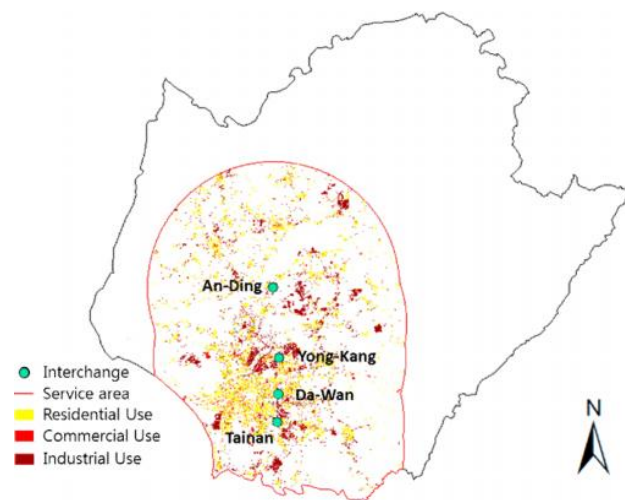 An-Ding
Yong-Kang
Da-Wan
Tainan
Interchange
Service area
Residential Use
Commercial Use
Industrial Use
N